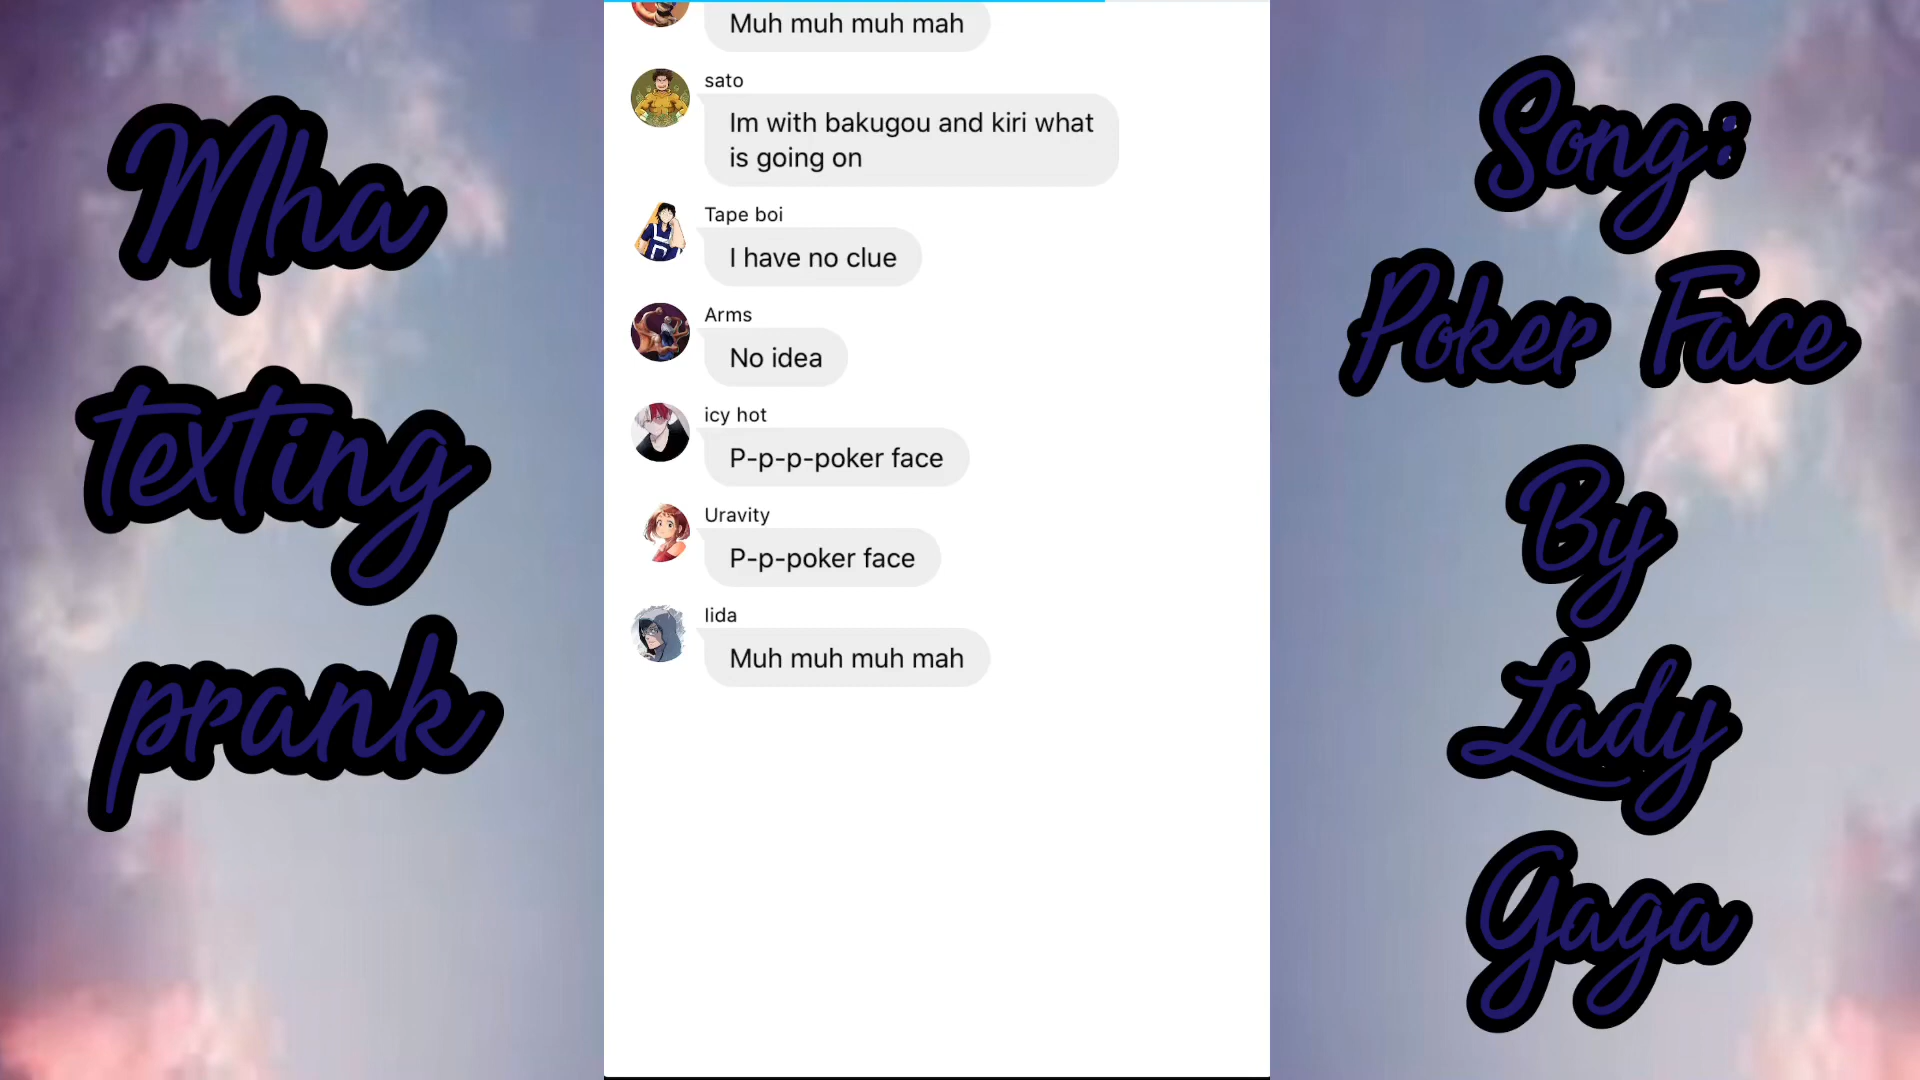 Mha
texting
prank
Muh muh muh mah
sato
Im with bakugou and kiri what
is going on
Tape boi
I have no clue
Arms
No idea
icy hot
P-p-p-poker face
Uravity
P-p-poker face
Iida
Muh muh muh mah
Song:
Poker Face
By
Lady
Gaga